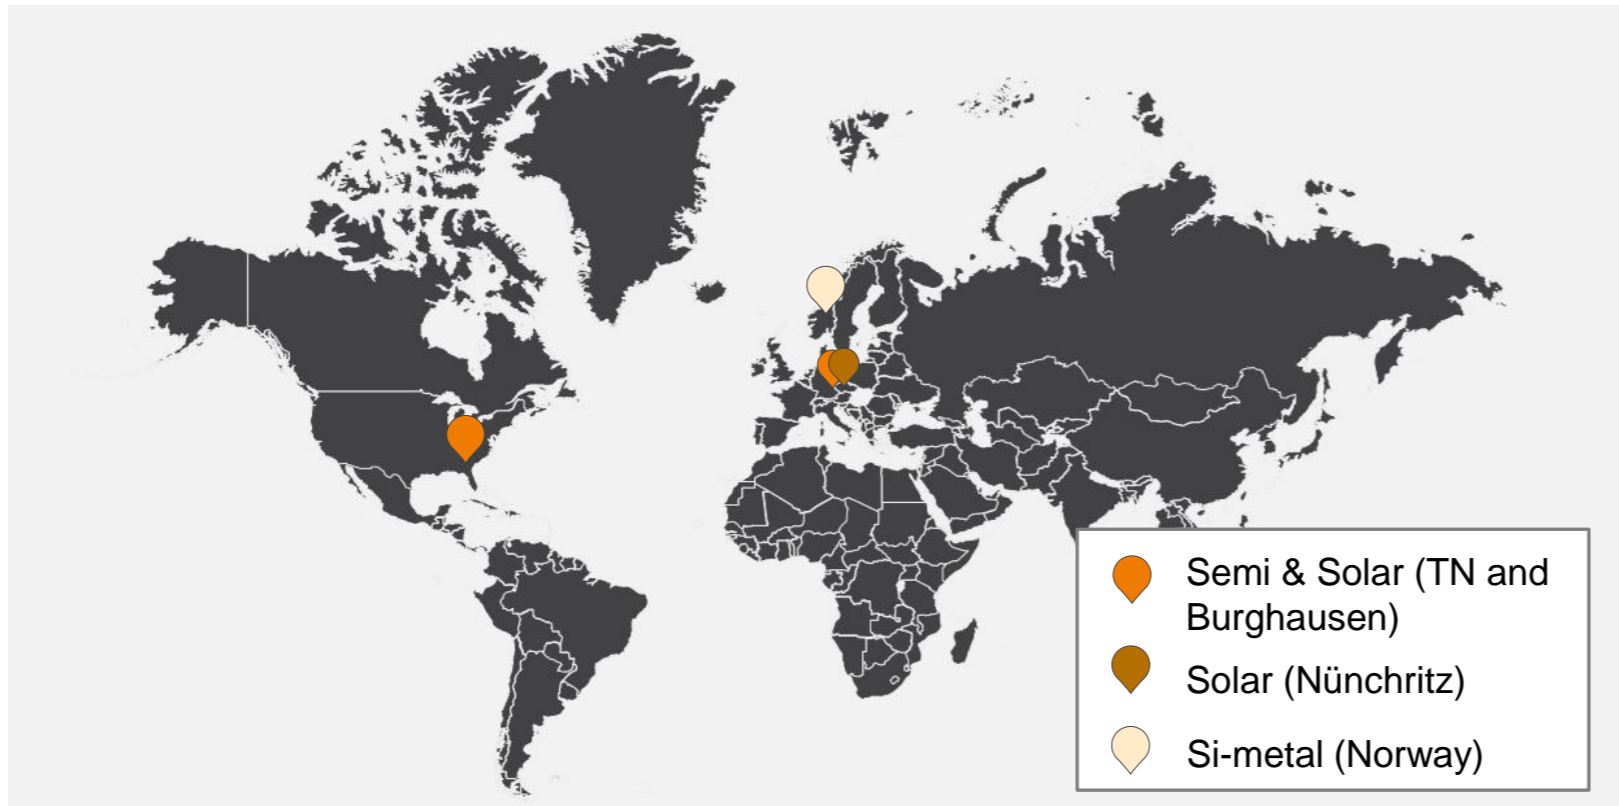 Semi & Solar (TN and
Burghausen)
Solar (Nünchritz)
Si-metal (Norway)